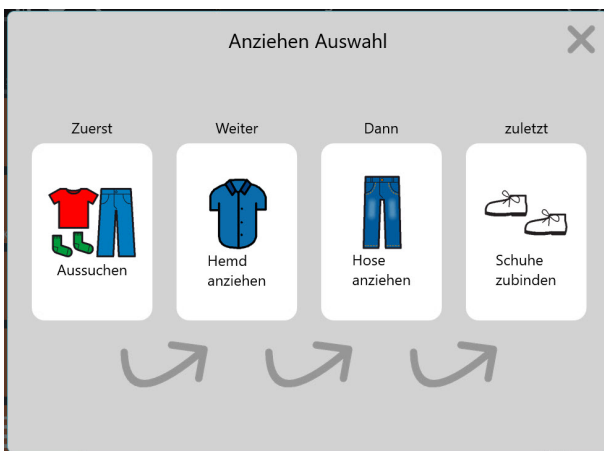 Anziehen Auswahl
Zuerst
Weiter
Dann
zuletzt
Aussuchen
Hemd
anziehen
Hose
anziehen
Schuhe
zubinden